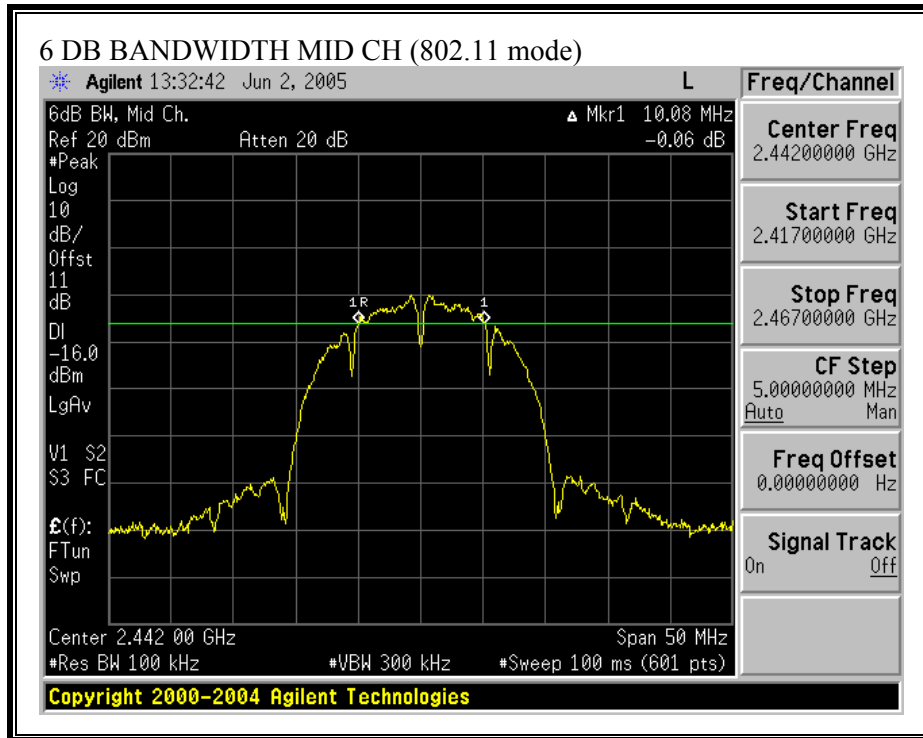 6 DB BANDWIDTH MID CH (802.11 mode)
Agilent 13:32:42 Jun 2, 2005 L
6dB BW, Mid Ch. Δ Mkr1 10.08 MHz
Ref 20 dBm Atten 20 dB -0.06 dB
#Peak
Log
10
dB/
Offst
11
dB
DI
-16.0
dBm
LgAv
V1 S2
S3 FC
£(f):
FTun
Swp
1R 1
Center 2.442 00 GHz Span 50 MHz
#Res BW 100 kHz #VBW 300 kHz #Sweep 100 ms (601 pts)
Copyright 2000-2004 Agilent Technologies
Freq/Channel
Center Freq
2.44200000 GHz
Start Freq
2.41700000 GHz
Stop Freq
2.46700000 GHz
CF Step
5.00000000 MHz
Auto Man
Freq Offset
0.00000000 Hz
Signal Track
On Off